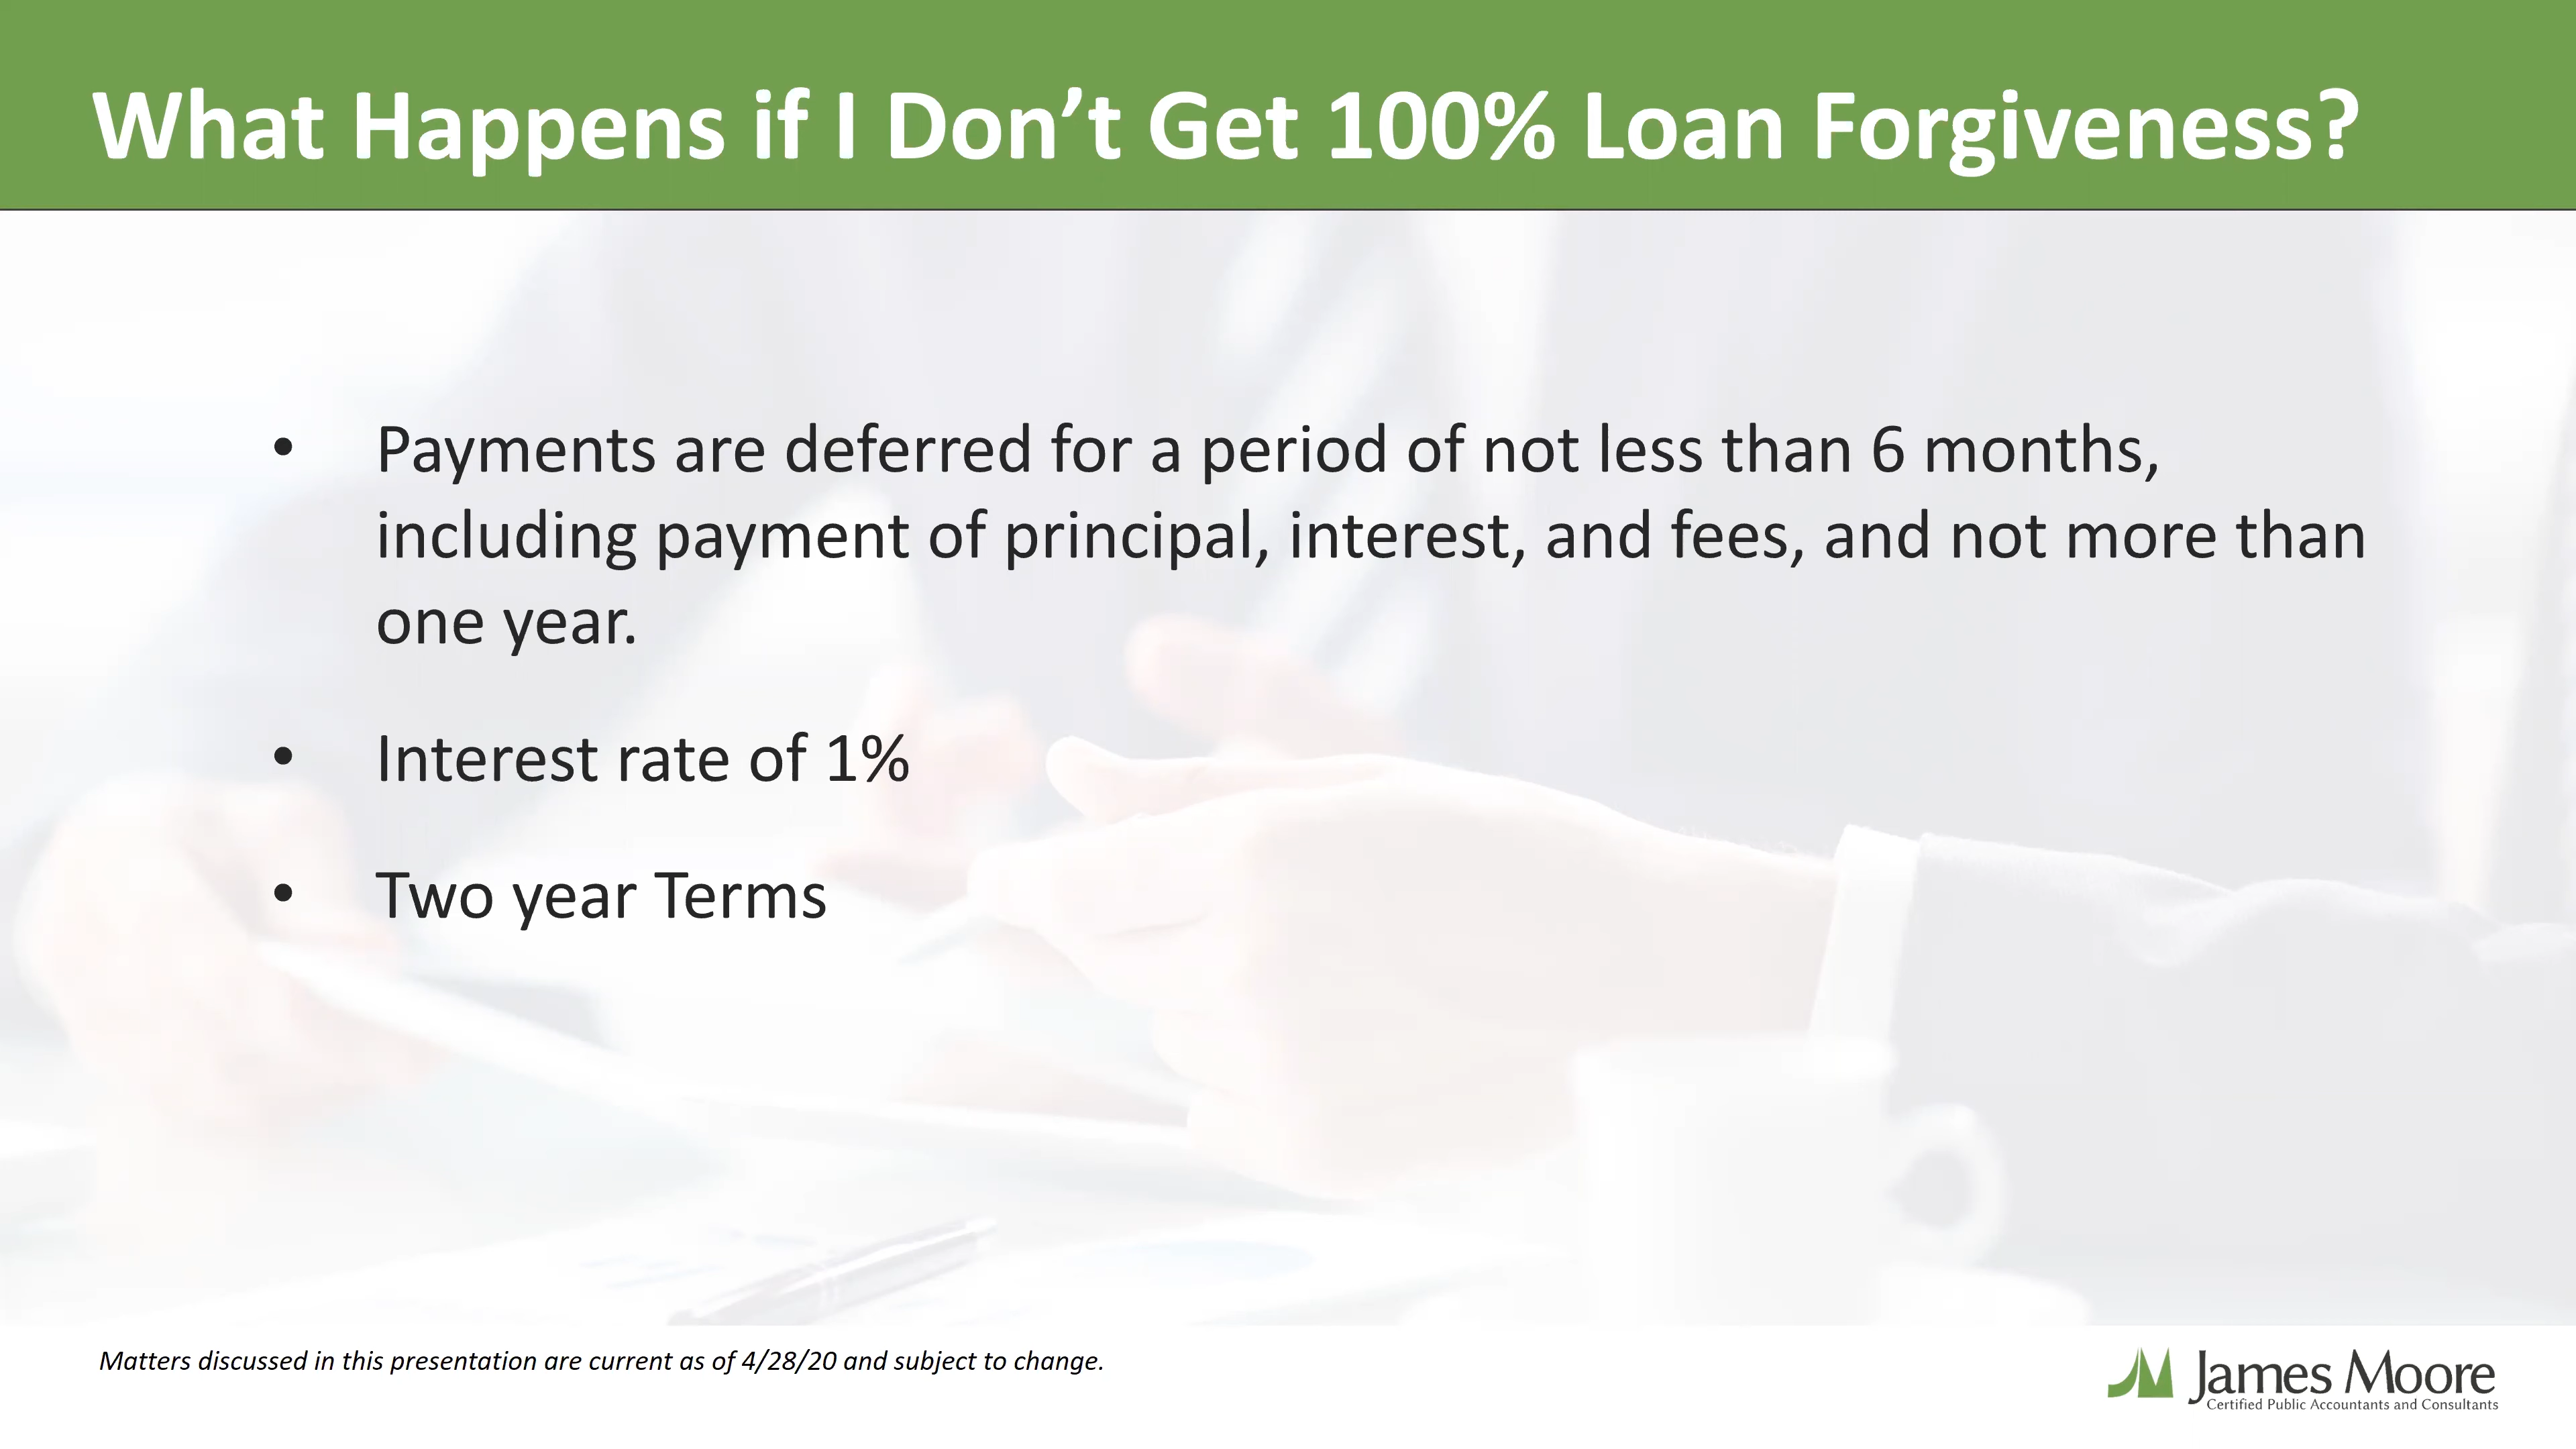 What Happens if I Don’t Get 100% Loan Forgiveness?
• Payments are deferred for a period of not less than 6 months,
including payment of principal, interest, and fees, and not more than
one year.
• Interest rate of 1%
• Two year Terms
Matters discussed in this presentation are current as of 4/28/20 and subject to change.
James Moore
Certified Public Accountants and Consultants